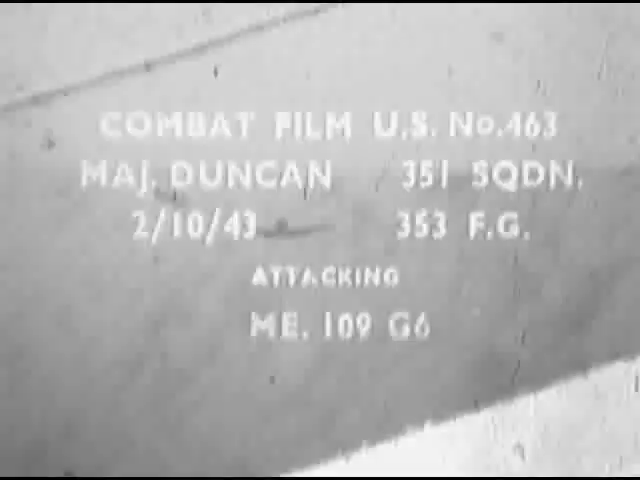 COMBAT FILM U.S. No.463
MAJ. DUNCAN 351 SQDN.
2/10/43 353 F.G.
ATTACKING
ME. 109 G6